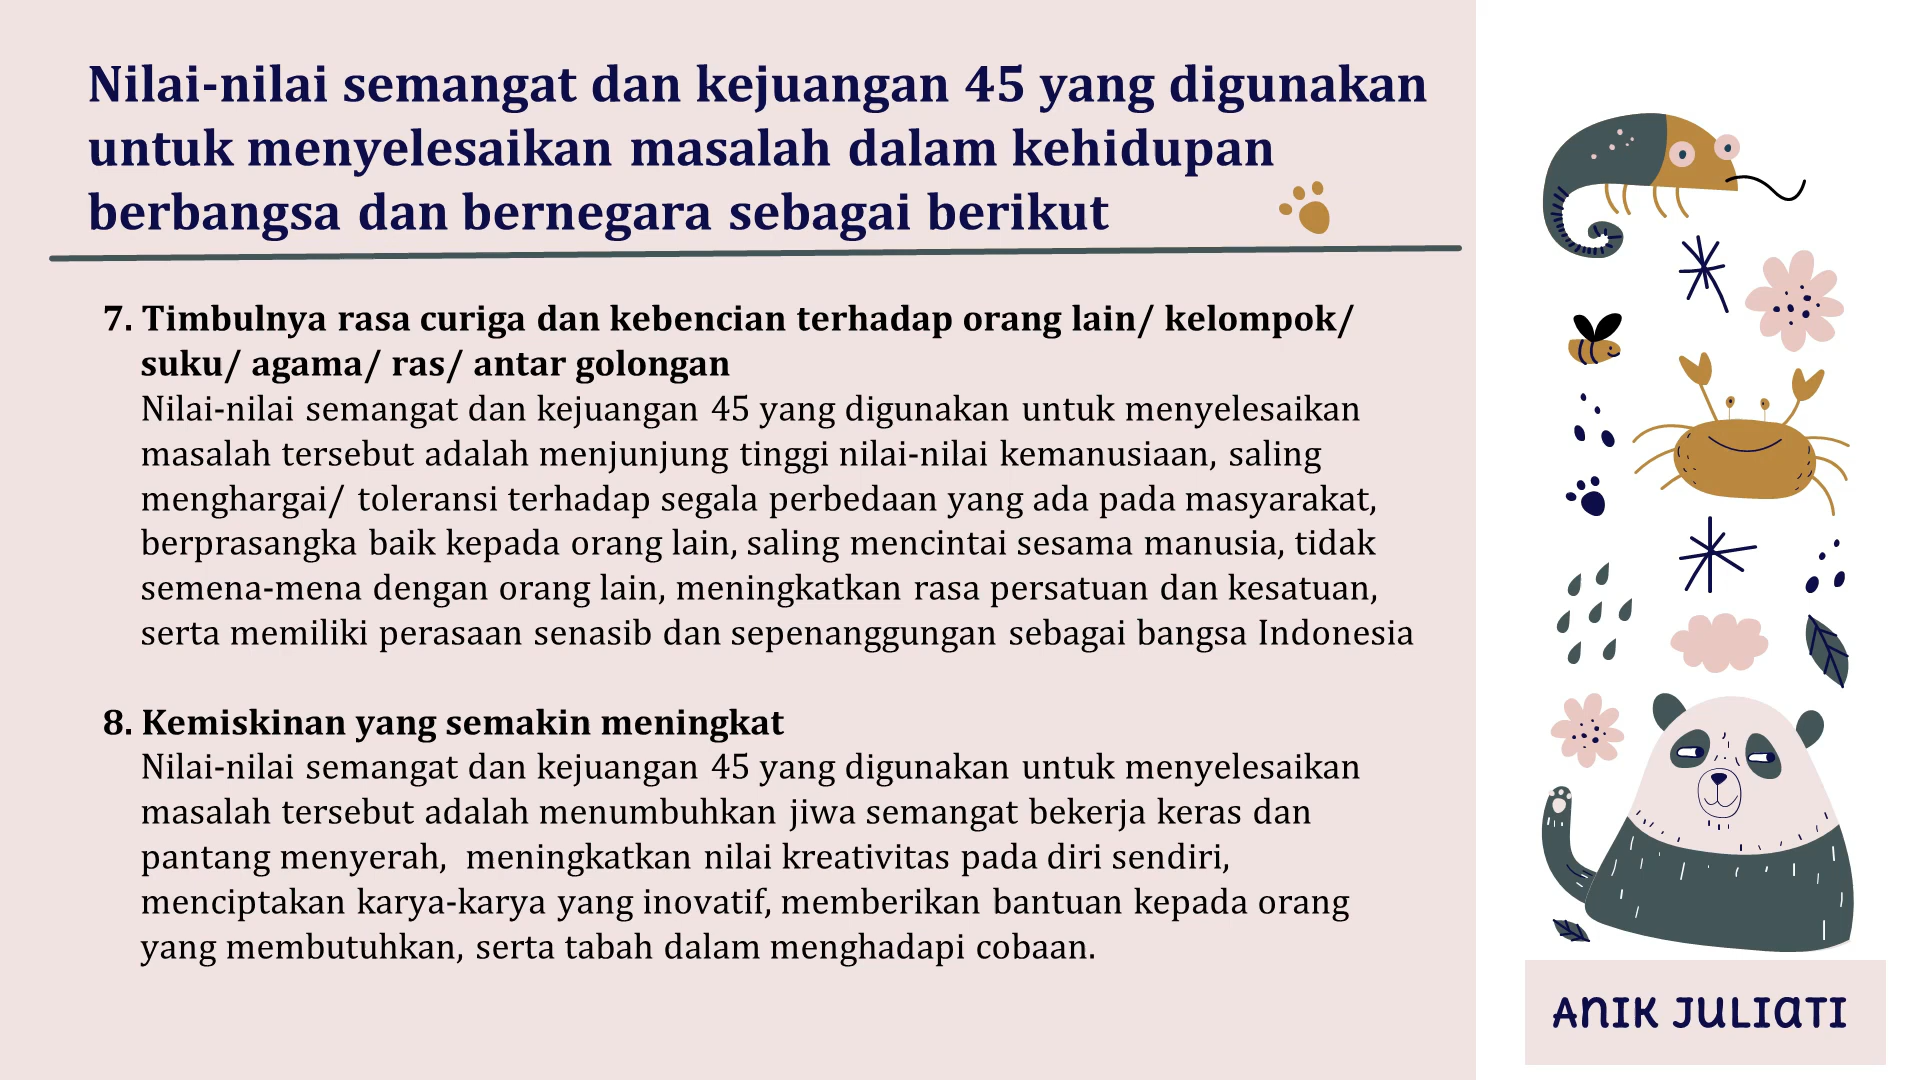 Nilai-nilai semangat dan kejuangan 45 yang digunakan
untuk menyelesaikan masalah dalam kehidupan
berbangsa dan bernegara sebagai berikut
7. Timbulnya rasa curiga dan kebencian terhadap orang lain/ kelompok/
suku/ agama/ ras/ antar golongan
Nilai-nilai semangat dan kejuangan 45 yang digunakan untuk menyelesaikan
masalah tersebut adalah menjunjung tinggi nilai-nilai kemanusiaan, saling
menghargai/ toleransi terhadap segala perbedaan yang ada pada masyarakat,
berprasangka baik kepada orang lain, saling mencintai sesama manusia, tidak
semena-mena dengan orang lain, meningkatkan rasa persatuan dan kesatuan,
serta memiliki perasaan senasib dan sepenanggungan sebagai bangsa Indonesia
8. Kemiskinan yang semakin meningkat
Nilai-nilai semangat dan kejuangan 45 yang digunakan untuk menyelesaikan
masalah tersebut adalah menumbuhkan jiwa semangat bekerja keras dan
pantang menyerah,  meningkatkan nilai kreativitas pada diri sendiri,
menciptakan karya-karya yang inovatif, memberikan bantuan kepada orang
yang membutuhkan, serta tabah dalam menghadapi cobaan.
ANIK JULIATI